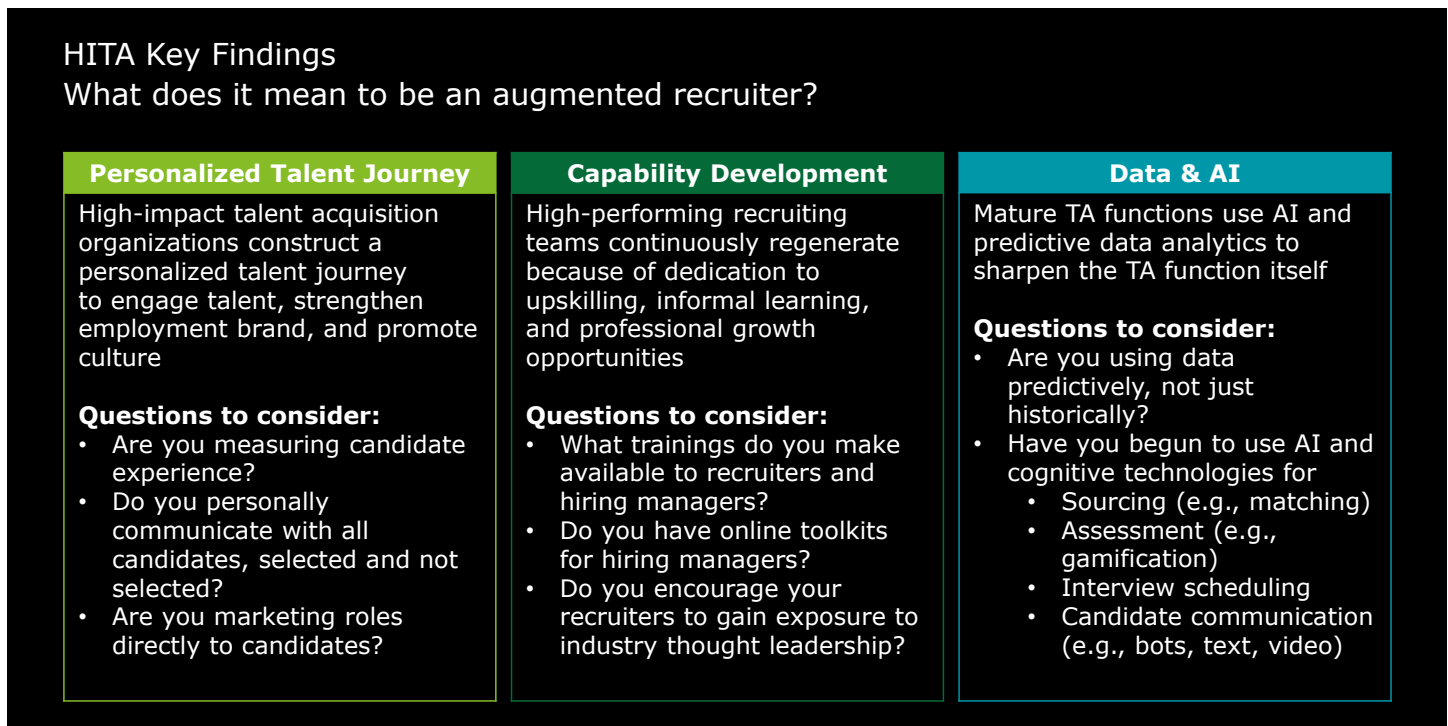 HITA Key Findings
What does it mean to be an augmented recruiter?
Personalized Talent Journey
High-impact talent acquisition
organizations construct a
personalized talent journey
to engage talent, strengthen
employment brand, and promote
culture
Questions to consider:
• Are you measuring candidate
experience?
• Do you personally
communicate with all
candidates, selected and not
selected?
• Are you marketing roles
directly to candidates?
Capability Development
High-performing recruiting
teams continuously regenerate
because of dedication to
upskilling, informal learning,
and professional growth
opportunities
Questions to consider:
• What trainings do you make
available to recruiters and
hiring managers?
• Do you have online toolkits
for hiring managers?
• Do you encourage your
recruiters to gain exposure to
industry thought leadership?
Data & AI
Mature TA functions use AI and
predictive data analytics to
sharpen the TA function itself
Questions to consider:
• Are you using data
predictively, not just
historically?
• Have you begun to use AI and
cognitive technologies for
• Sourcing (e.g., matching)
• Assessment (e.g.,
gamification)
• Interview scheduling
• Candidate communication
(e.g., bots, text, video)